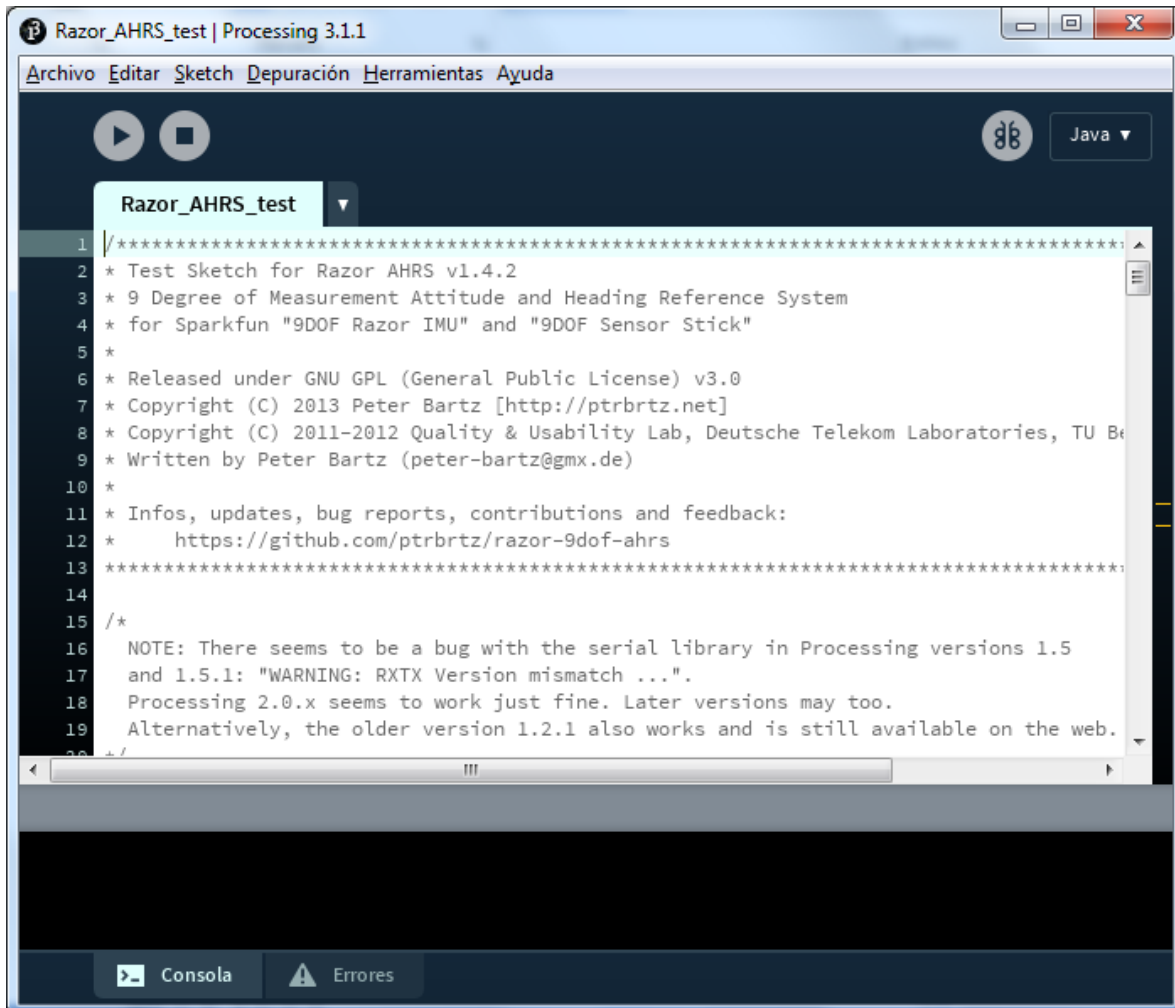 Razor_AHRS_test | Processing 3.1.1
Archivo Editar Sketch Depuración Herramientas Ayuda
Java ▾
Razor_AHRS_test ▾
1 /*************************************************************************************
2 * Test Sketch for Razor AHRS v1.4.2
3 * 9 Degree of Measurement Attitude and Heading Reference System
4 * for Sparkfun "9DOF Razor IMU" and "9DOF Sensor Stick"
5 *
6 * Released under GNU GPL (General Public License) v3.0
7 * Copyright (C) 2013 Peter Bartz [http://ptrbrtz.net]
8 * Copyright (C) 2011-2012 Quality & Usability Lab, Deutsche Telekom Laboratories, TU
9 * Written by Peter Bartz (peter-bartz@gmx.de)
10 *
11 * Infos, updates, bug reports, contributions and feedback:
12 *     https://github.com/ptrbrtz/razor-9dof-ahrs
13 *************************************************************************************
14
15 /*
16   NOTE: There seems to be a bug with the serial library in Processing versions 1.5
17   and 1.5.1: "WARNING: RXTX Version mismatch ...".
18   Processing 2.0.x seems to work just fine. Later versions may too.
19   Alternatively, the older version 1.2.1 also works and is still available on the web.
20 */
Consola
Errores